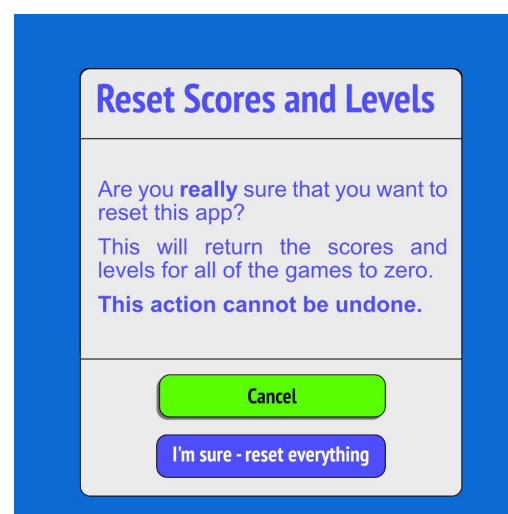 Reset Scores and Levels
Are you really sure that you want to
reset this app?
This will return the scores and
levels for all of the games to zero.
This action cannot be undone.
Cancel
I'm sure - reset everything